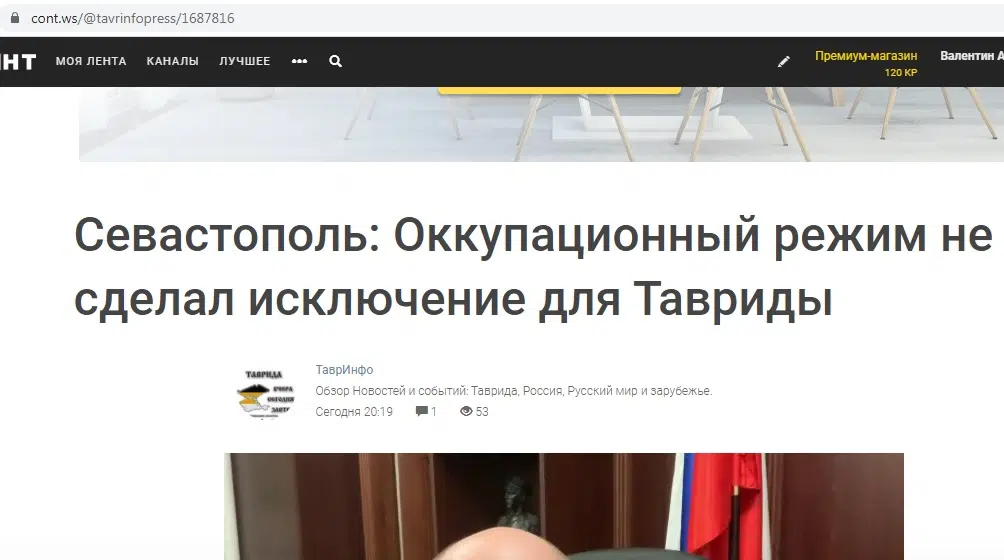 cont.ws/@tavrinfopress/1687816
НТ МОЯ ЛЕНТА КАНАЛЫ ЛУЧШЕЕ ••• Премиум-магазин Валентин А
120 КР
Севастополь: Оккупационный режим не
сделал исключение для Тавриды
ТаврИнфо
Обзор Новостей и событий: Таврида, Россия, Русский мир и зарубежье.
Сегодня 20:19 1 53
ТАВРИДА
ВЧЕРА
СЕГОДНЯ